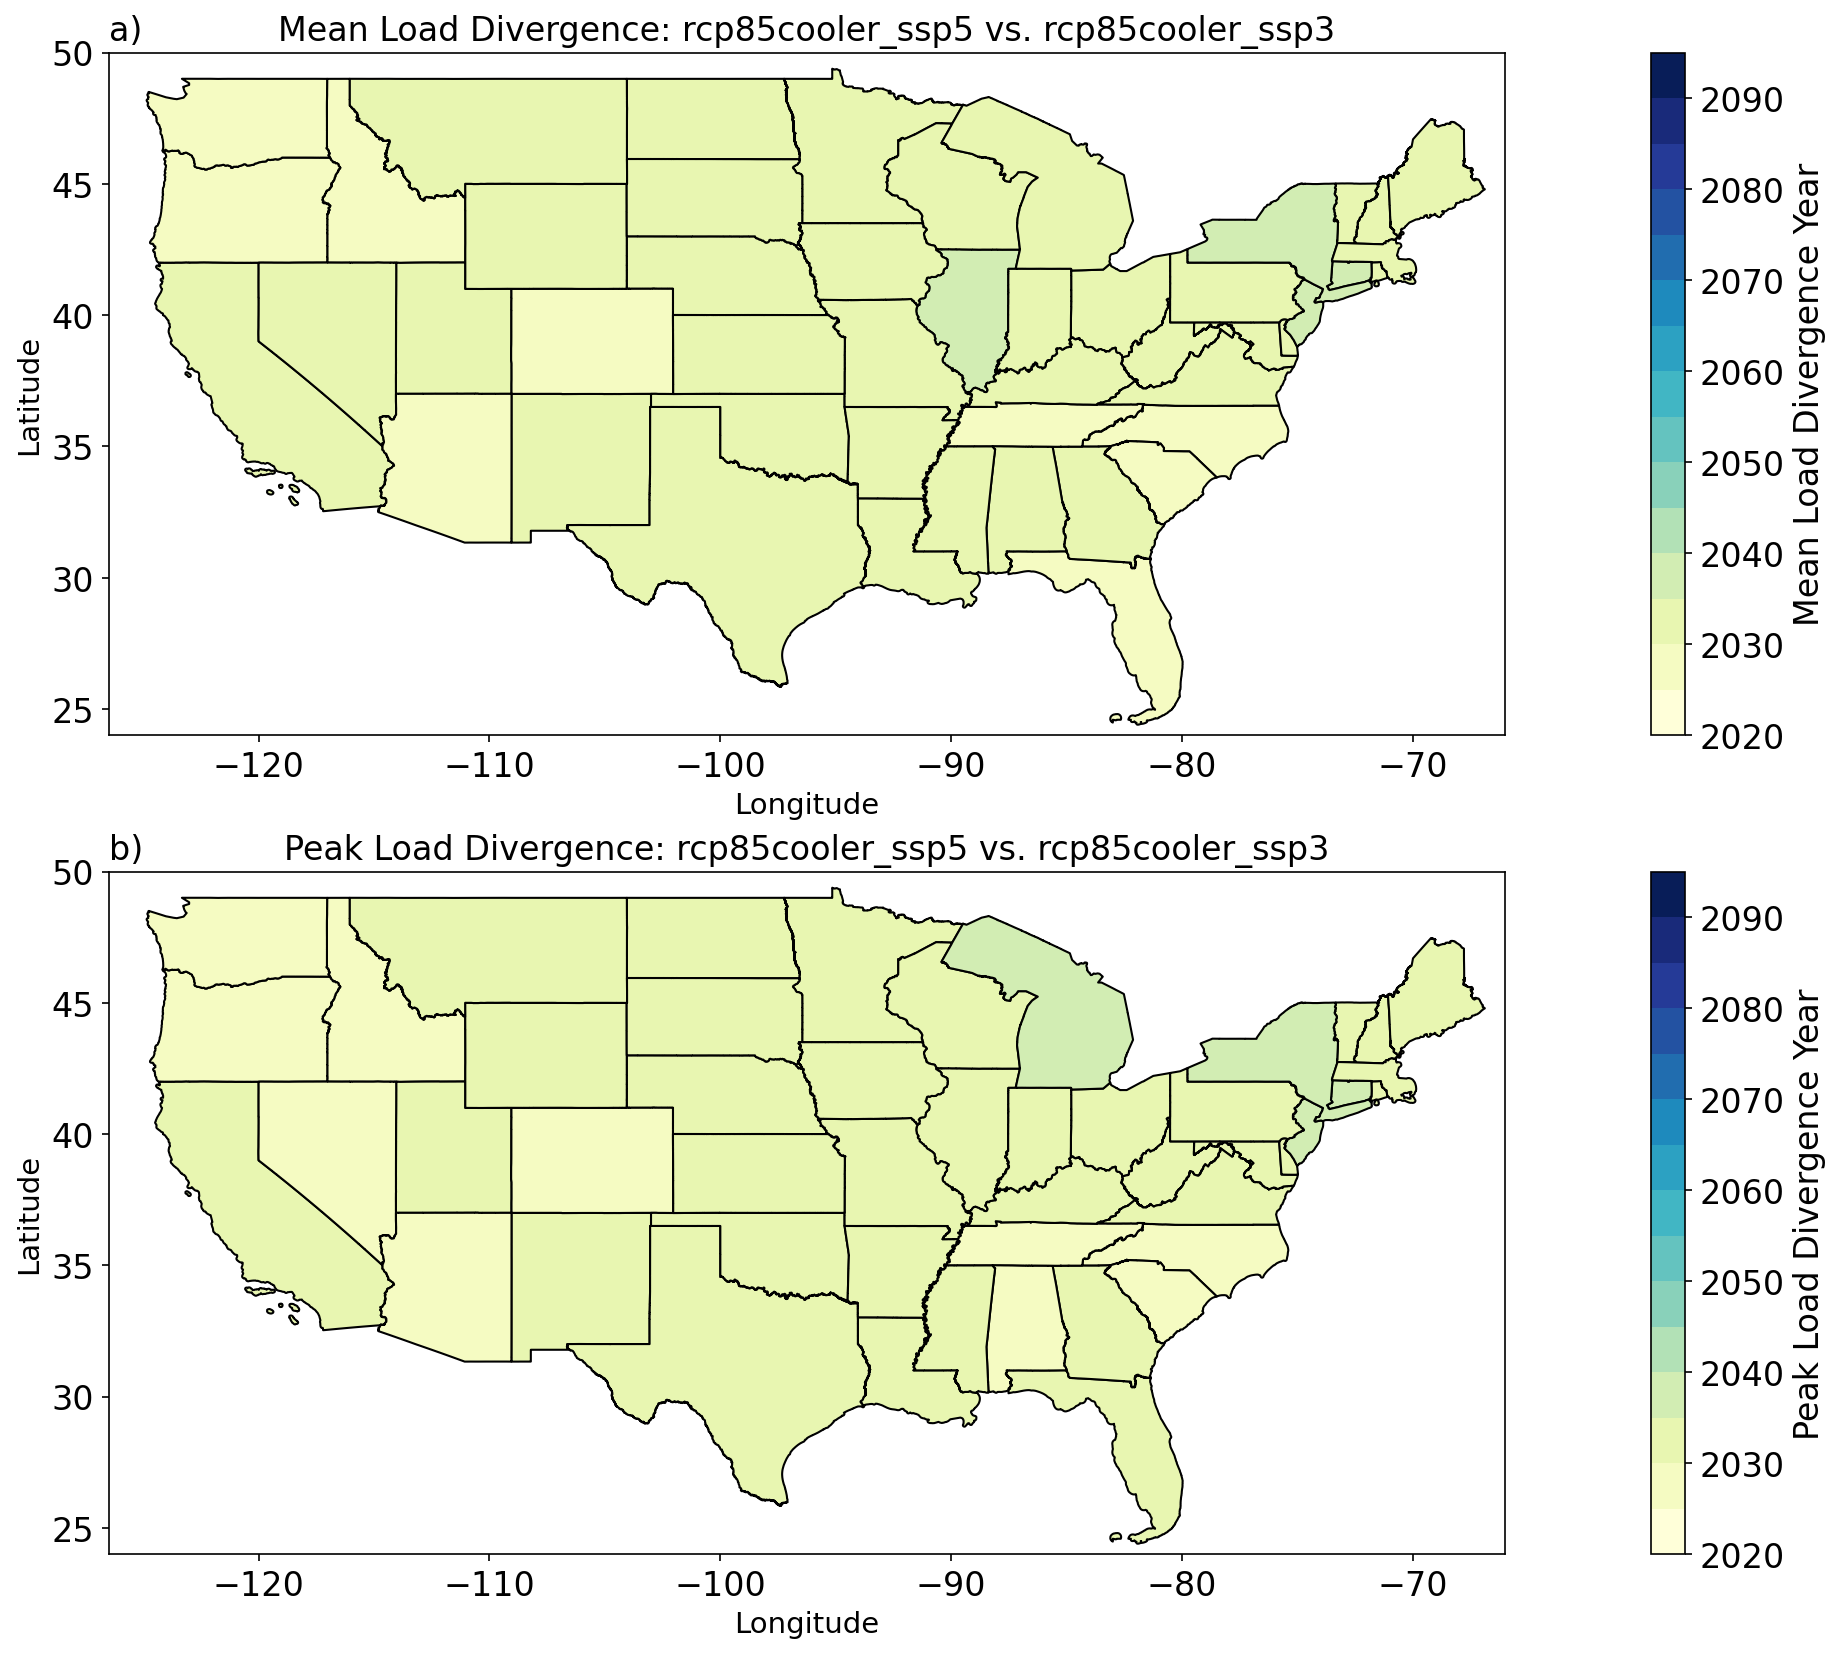 a) Mean Load Divergence: rcp85cooler_ssp5 vs. rcp85cooler_ssp3
50
45
40
35
30
25
Latitude
−120 −110 −100 −90 −80 −70
Longitude
2090
2080
2070
2060
2050
2040
2030
2020
Mean Load Divergence Year
b) Peak Load Divergence: rcp85cooler_ssp5 vs. rcp85cooler_ssp3
50
45
40
35
30
25
Latitude
−120 −110 −100 −90 −80 −70
Longitude
2090
2080
2070
2060
2050
2040
2030
2020
Peak Load Divergence Year